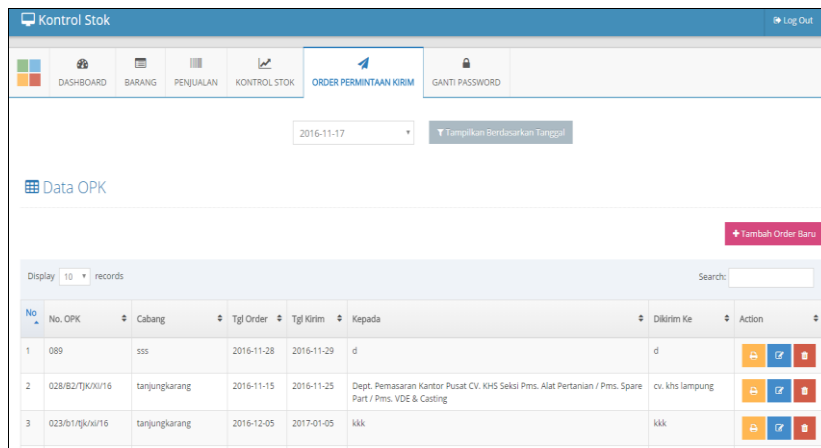 Kontrol Stok
Log Out
DASHBOARD BARANG PENJUALAN KONTROL STOK ORDER PERMINTAAN KIRIM GANTI PASSWORD
2016-11-17 Tampilkan Berdasarkan Tanggal
Data OPK
+ Tambah Order Baru
Display 10 records Search:
No No. OPK Cabang Tgl Order Tgl Kirim Kepada Dikirim Ke Action
1 089 sss 2016-11-28 2016-11-29 d d
2 028/B2/TJK/XI/16 tanjungkarang 2016-11-15 2016-11-25 Dept. Pemasaran Kantor Pusat CV. KHS Seksi Pms. Alat Pertanian / Pms. Spare cv. khs lampung
Part / Pms. VDE & Casting
3 023/b1/tjk/xi/16 tanjungkarang 2016-12-05 2017-01-05 kkk kkk